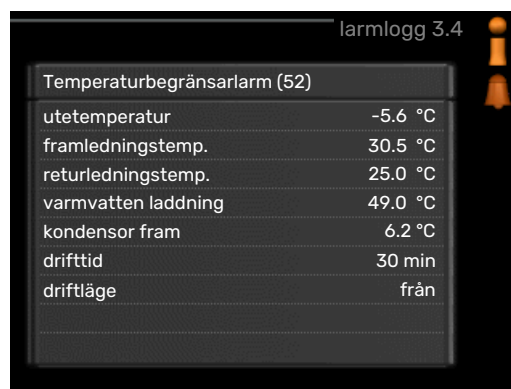 larmlogg 3.4
Temperaturbegränsarlarm (52)
utetemperatur -5.6 °C
framledningstemp. 30.5 °C
returledningstemp. 25.0 °C
varmvatten laddning 49.0 °C
kondensor fram 6.2 °C
drifttid 30 min
driftläge från